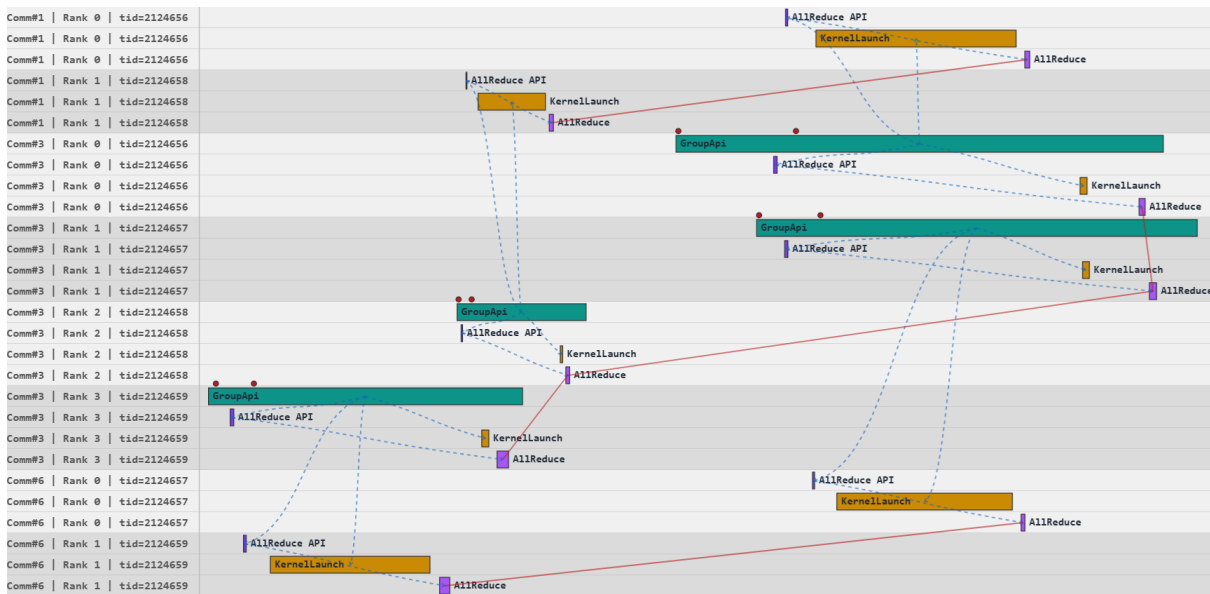 Comm#1 | Rank 0 | tid=2124656 AllReduce API
Comm#1 | Rank 0 | tid=2124656 KernelLaunch
Comm#1 | Rank 0 | tid=2124656 AllReduce
Comm#1 | Rank 1 | tid=2124658 AllReduce API
Comm#1 | Rank 1 | tid=2124658 KernelLaunch
Comm#1 | Rank 1 | tid=2124658 AllReduce
Comm#3 | Rank 0 | tid=2124656 GroupApi
Comm#3 | Rank 0 | tid=2124656 AllReduce API
Comm#3 | Rank 0 | tid=2124656 KernelLaunch
Comm#3 | Rank 0 | tid=2124656 AllReduce
Comm#3 | Rank 1 | tid=2124657 GroupApi
Comm#3 | Rank 1 | tid=2124657 AllReduce API
Comm#3 | Rank 1 | tid=2124657 KernelLaunch
Comm#3 | Rank 1 | tid=2124657 AllReduce
Comm#3 | Rank 2 | tid=2124658 GroupApi
Comm#3 | Rank 2 | tid=2124658 AllReduce API
Comm#3 | Rank 2 | tid=2124658 KernelLaunch
Comm#3 | Rank 2 | tid=2124658 AllReduce
Comm#3 | Rank 3 | tid=2124659 GroupApi
Comm#3 | Rank 3 | tid=2124659 AllReduce API
Comm#3 | Rank 3 | tid=2124659 KernelLaunch
Comm#3 | Rank 3 | tid=2124659 AllReduce
Comm#6 | Rank 0 | tid=2124657 AllReduce API
Comm#6 | Rank 0 | tid=2124657 KernelLaunch
Comm#6 | Rank 0 | tid=2124657 AllReduce
Comm#6 | Rank 1 | tid=2124659 AllReduce API
Comm#6 | Rank 1 | tid=2124659 KernelLaunch
Comm#6 | Rank 1 | tid=2124659 AllReduce